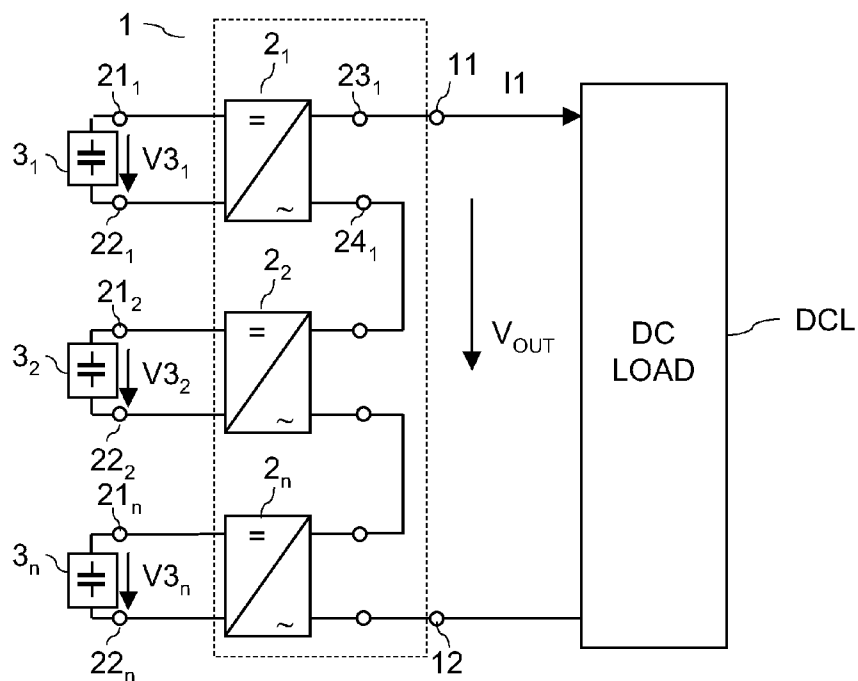 1
2₁
21₁
23₁
11
I1
=
3₁
V3₁
~
22₁
24₁
2₂
21₂
=
3₂
V3₂
V_OUT
DC
LOAD
DCL
~
22₂
2ₙ
21ₙ
=
3ₙ
V3ₙ
~
22ₙ
12